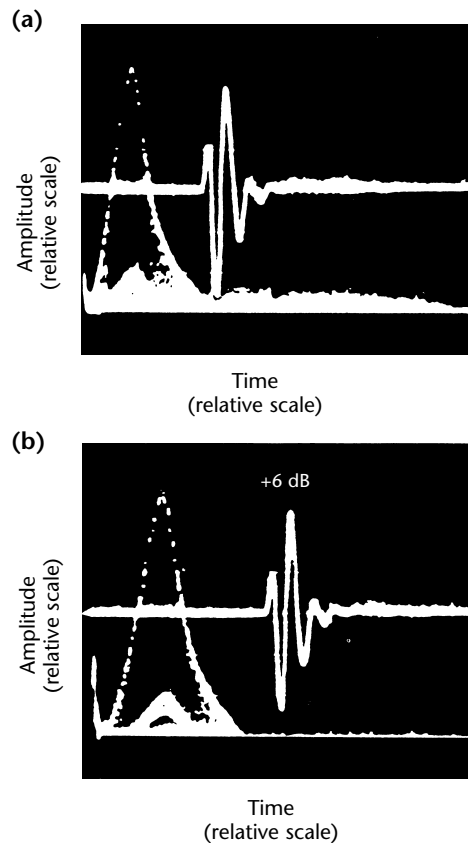 (a)
Amplitude
(relative scale)
Time
(relative scale)
(b)
+6 dB
Amplitude
(relative scale)
Time
(relative scale)